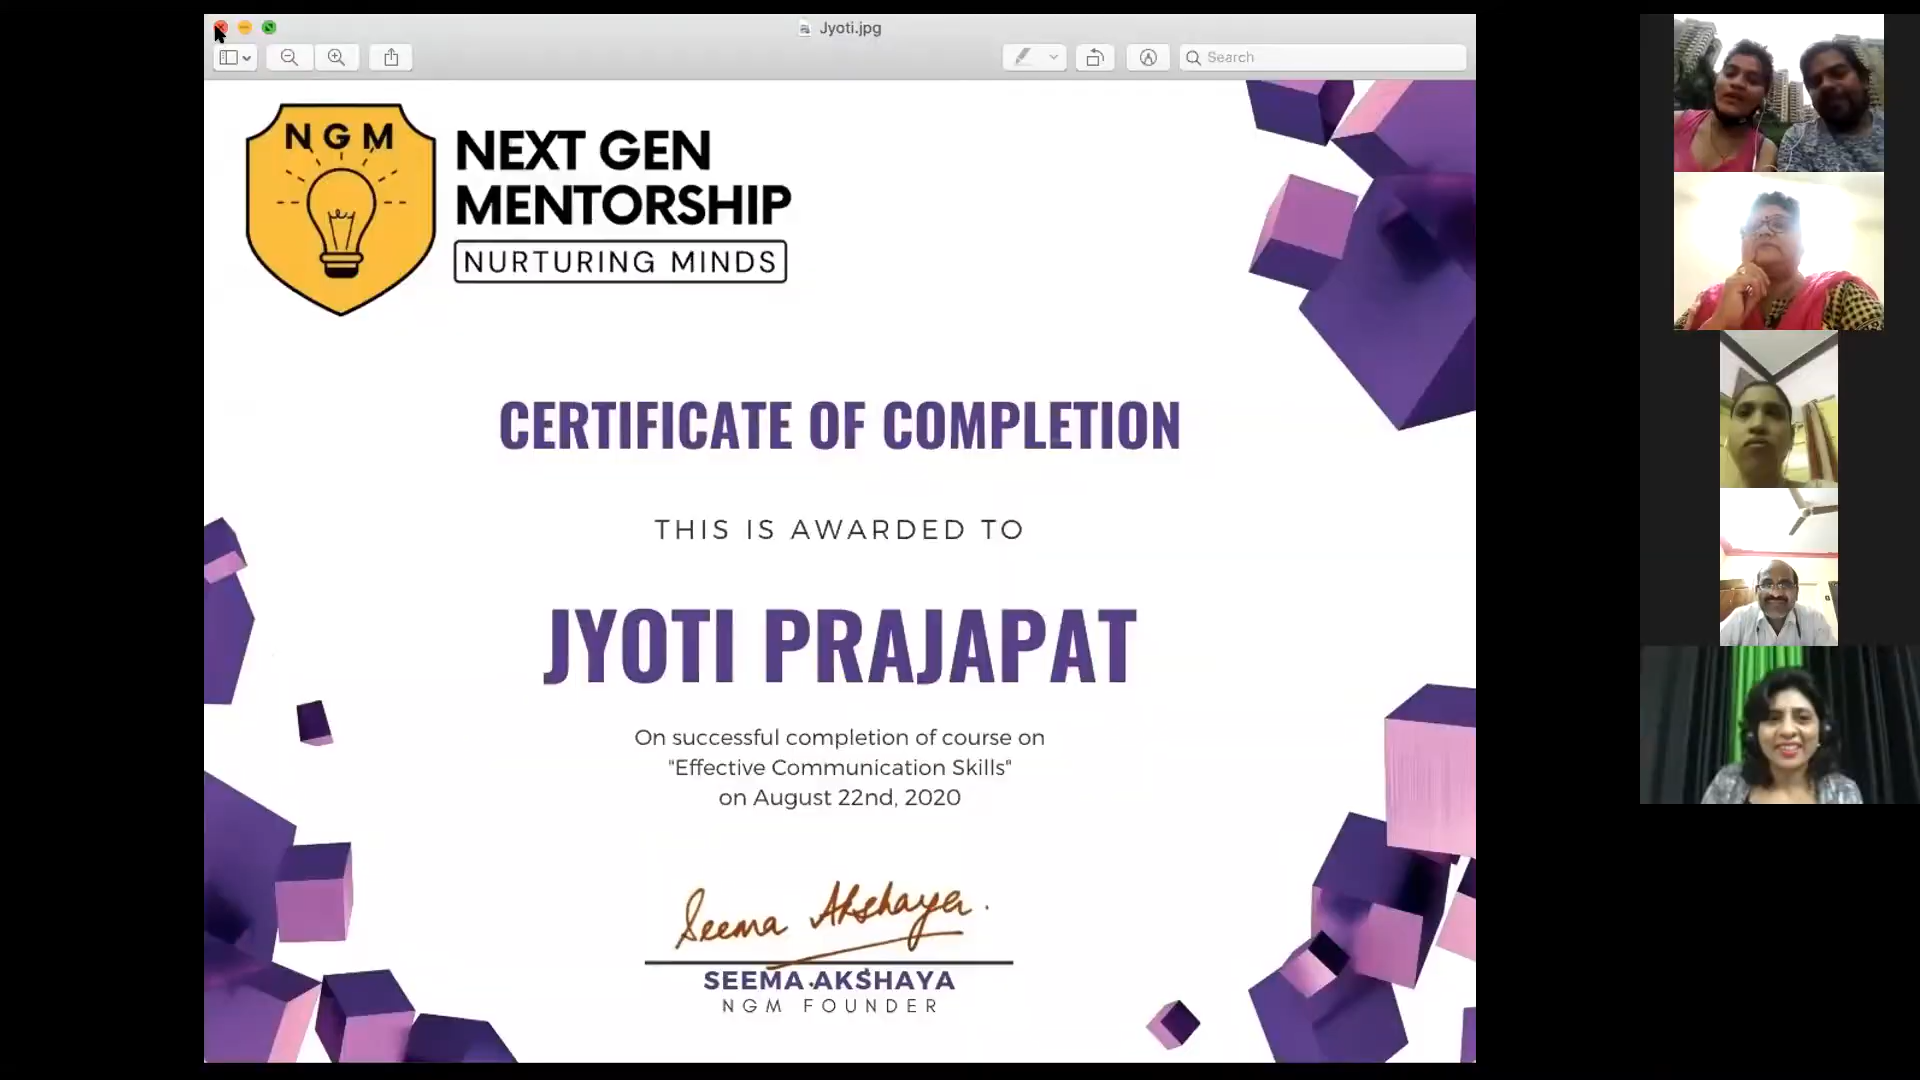 Jyoti.jpg
Search
NGM
NEXT GEN
MENTORSHIP
NURTURING MINDS
CERTIFICATE OF COMPLETION
THIS IS AWARDED TO
JYOTI PRAJAPAT
On successful completion of course on
"Effective Communication Skills"
on August 22nd, 2020
Seema Akshaya.
SEEMA AKSHAYA
NGM FOUNDER